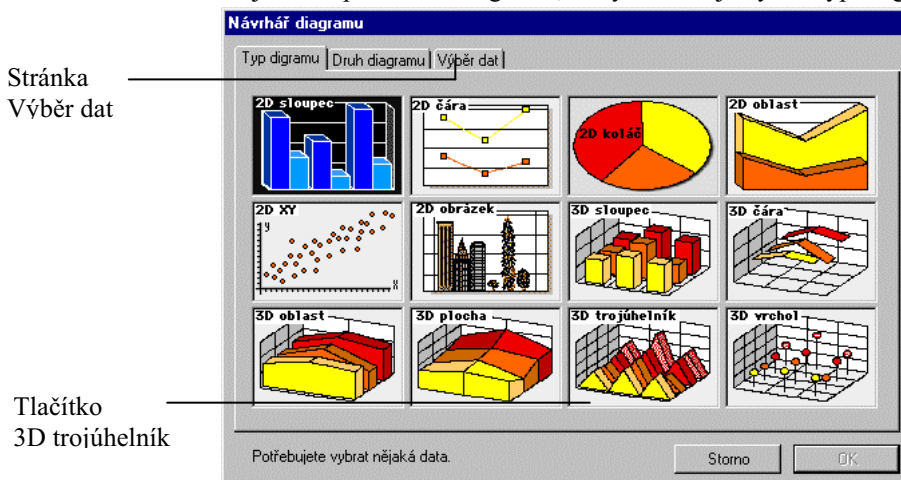 Návrhář diagramu
Typ digramu Druh diagramu Výběr dat
Stránka
Výběr dat
2D sloupec 2D čára 2D koláč 2D oblast
2D XY 2D obrázek 3D sloupec 3D čára
y
x
3D oblast 3D plocha 3D trojúhelník 3D vrchol
Tlačítko
3D trojúhelník
Potřebujete vybrat nějaká data.
Storno OK